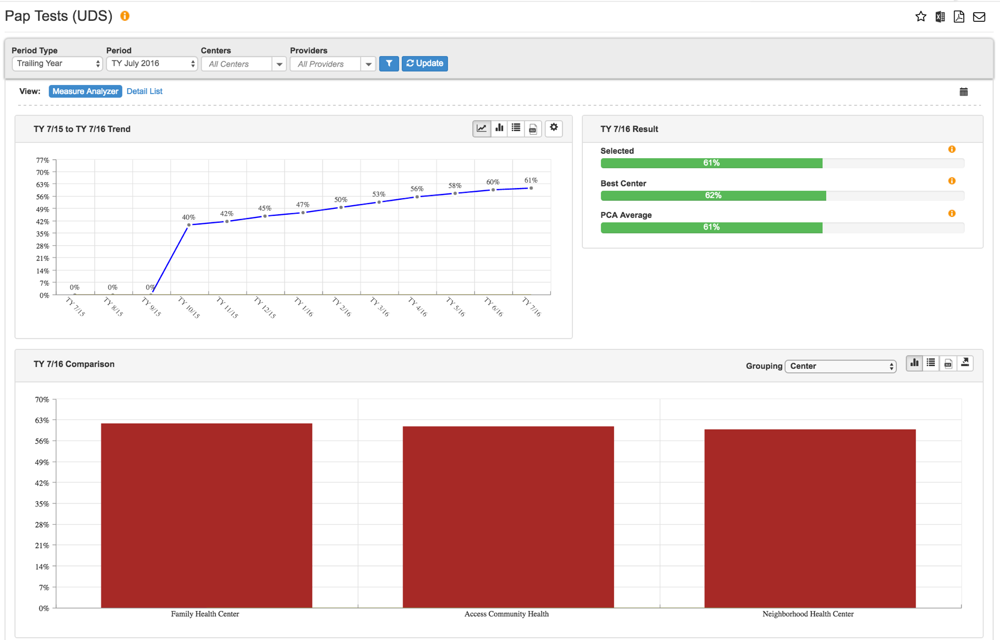 Pap Tests (UDS)
Period Type
Period
Centers
Providers
Trailing Year
TY July 2016
All Centers
All Providers
Update
View:
Measure Analyzer
Detail List
TY 7/15 to TY 7/16 Trend
77%
70%
63%
56%
49%
42%
35%
28%
21%
14%
7%
0%
0%
0%
0%
40%
42%
45%
47%
50%
53%
56%
58%
60%
61%
TY 7/15
TY 8/15
TY 9/15
TY 10/15
TY 11/15
TY 12/15
TY 1/16
TY 2/16
TY 3/16
TY 4/16
TY 5/16
TY 6/16
TY 7/16
TY 7/16 Result
Selected
61%
Best Center
62%
PCA Average
61%
TY 7/16 Comparison
Grouping
Center
70%
63%
56%
49%
42%
35%
28%
21%
14%
7%
0%
Family Health Center
Access Community Health
Neighborhood Health Center